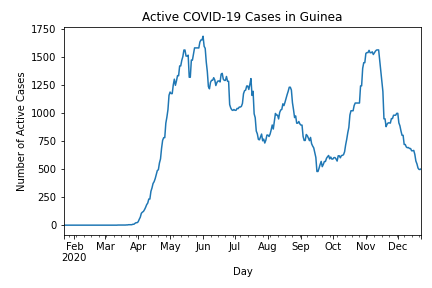 Active COVID-19 Cases in Guinea
1750
1500
1250
1000
750
500
250
0
Number of Active Cases
Feb Mar Apr May Jun Jul Aug Sep Oct Nov Dec
2020
Day